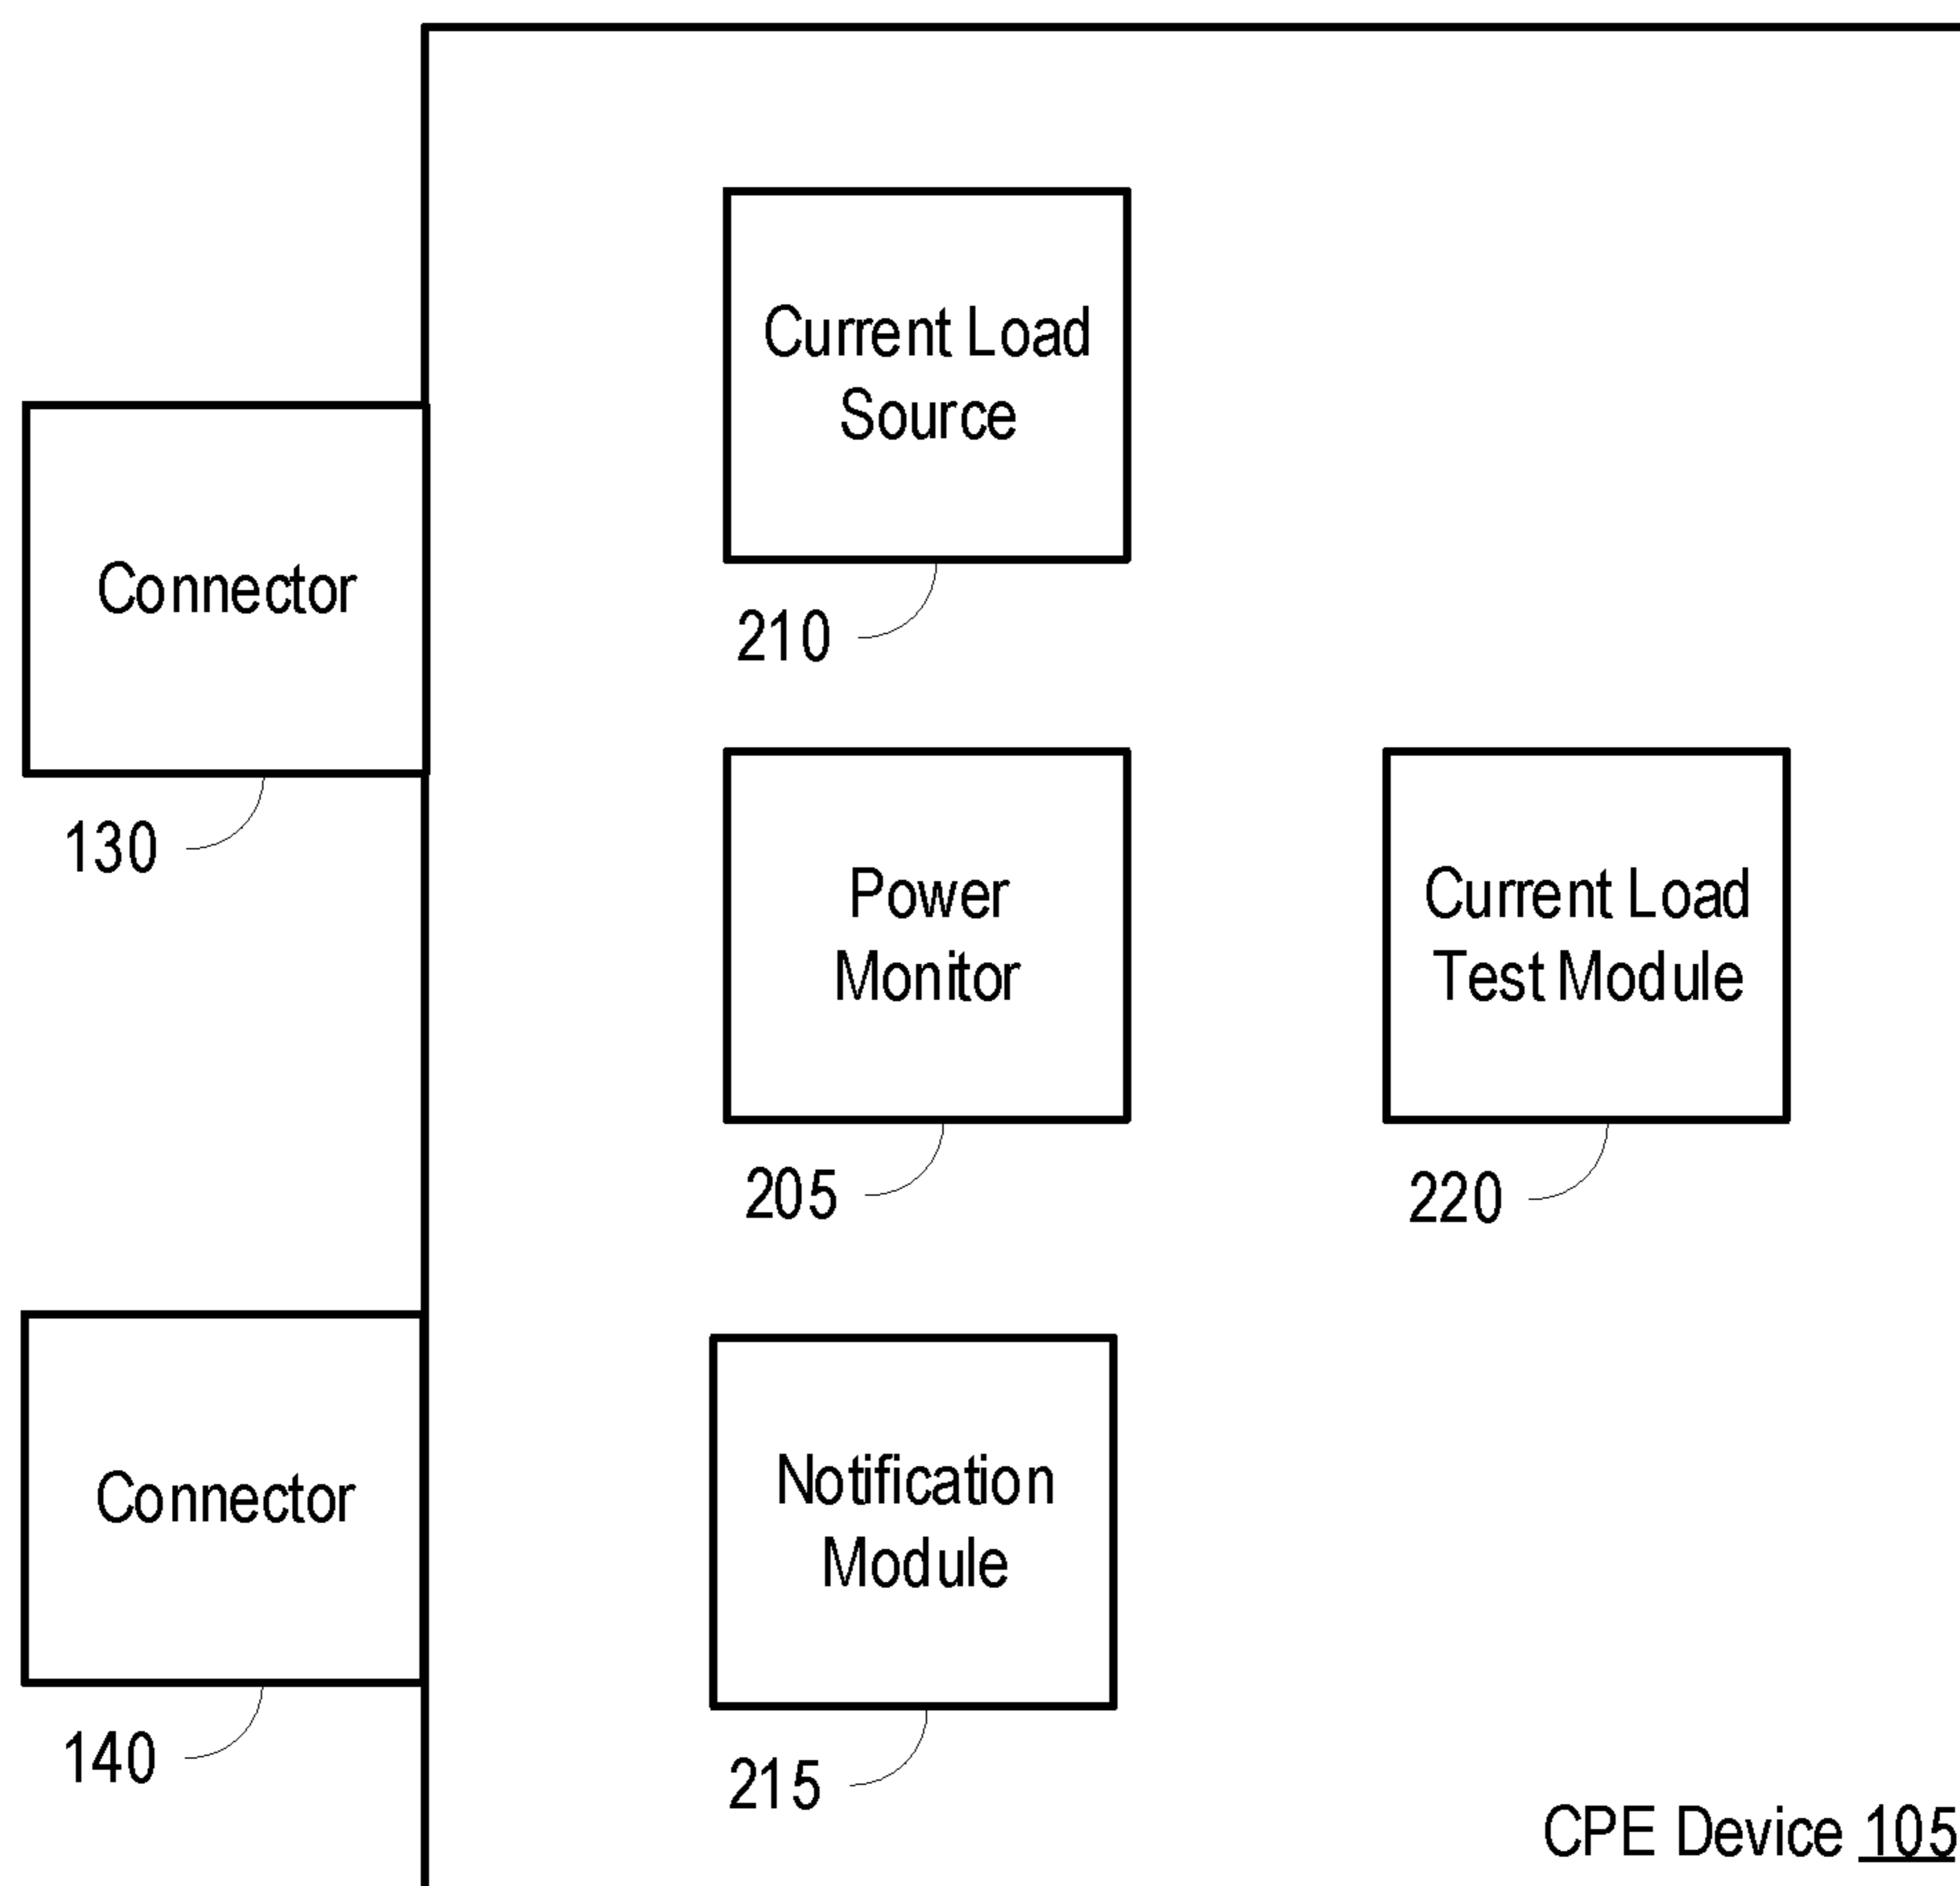 Current Load
Source
210
Connector
130
Power
Monitor
205
Current Load
Test Module
220
Connector
140
Notification
Module
215
CPE Device 105